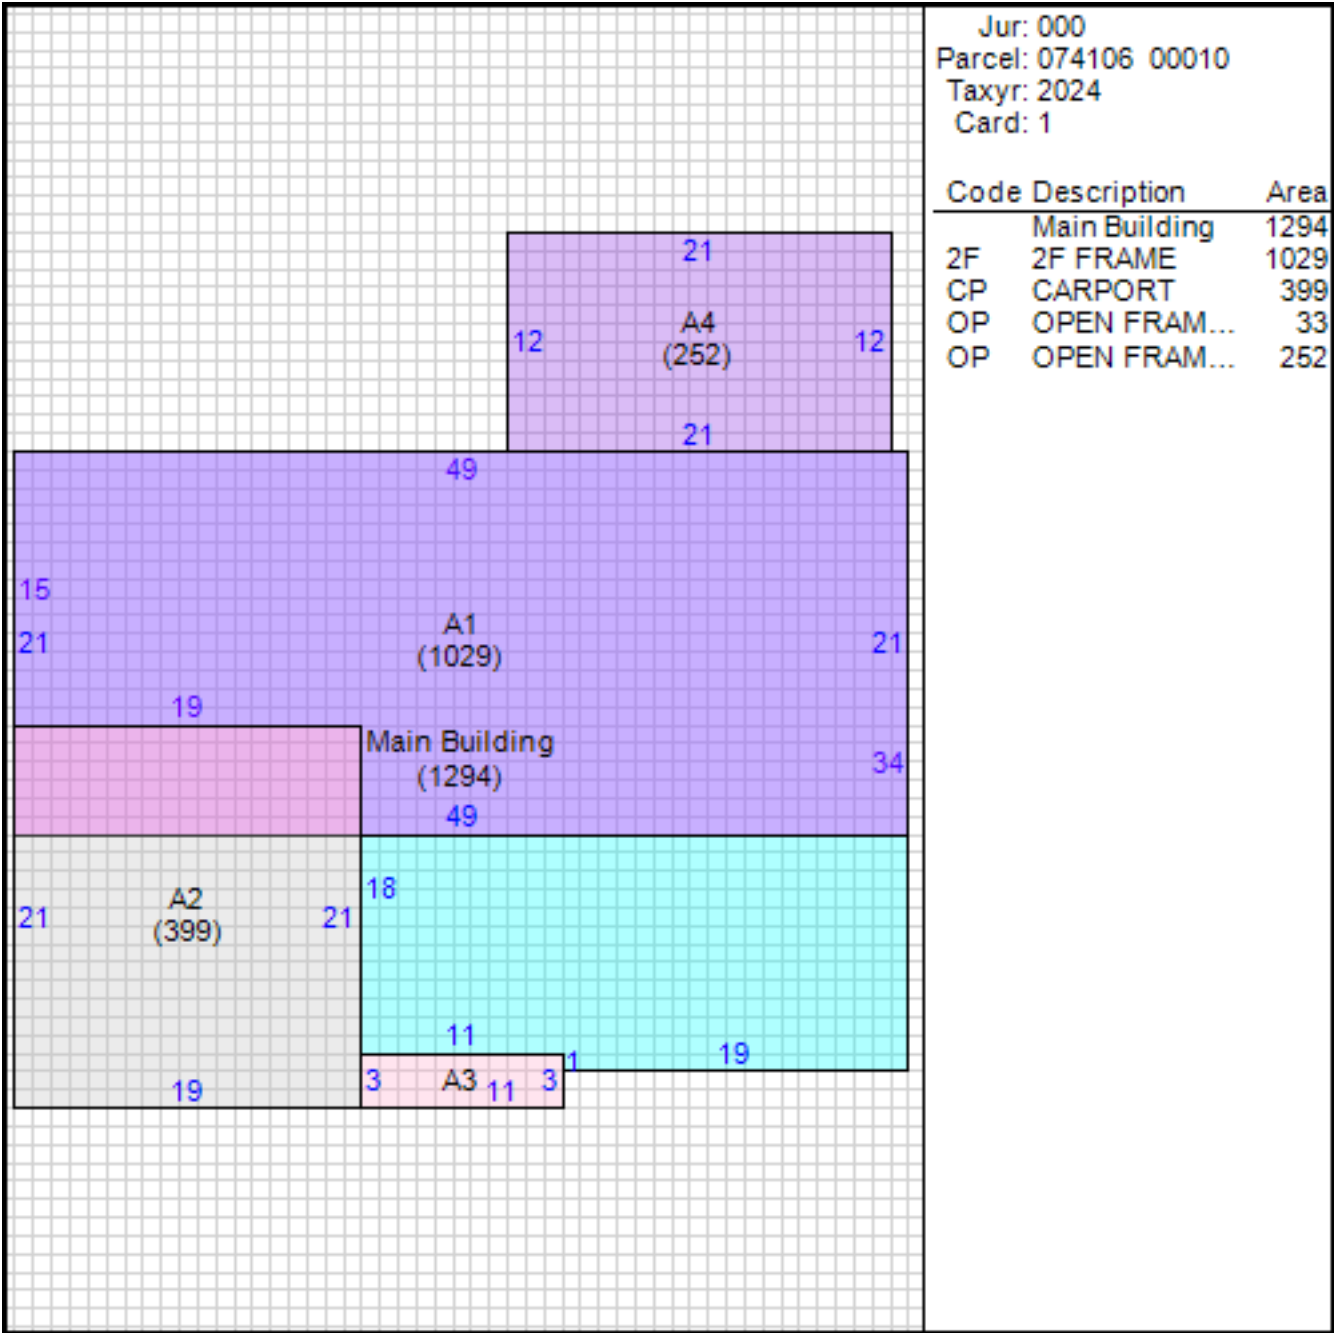 Jur: 000
Parcel: 074106 00010
Taxyr: 2024
Card: 1
Code Description Area
Main Building 1294
2F 2F FRAME 1029
CP CARPORT 399
OP OPEN FRAM... 33
OP OPEN FRAM... 252
21
12 A4 12
(252)
21
49
15
21 A1 21
(1029)
19
Main Building
(1294) 34
49
18
21 A2 21
(399)
11
1 19
19 3 A3 11 3